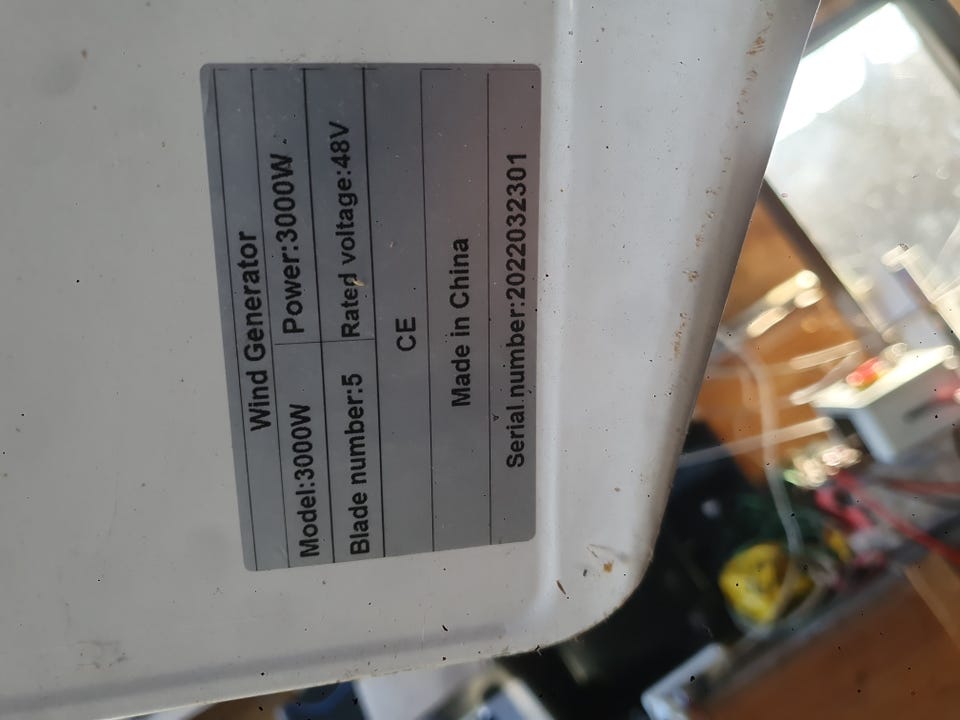 Wind Generator
Model:3000W Power:3000W
Blade number:5 Rated voltage:48V
CE
Made in China
Serial number:2022032301